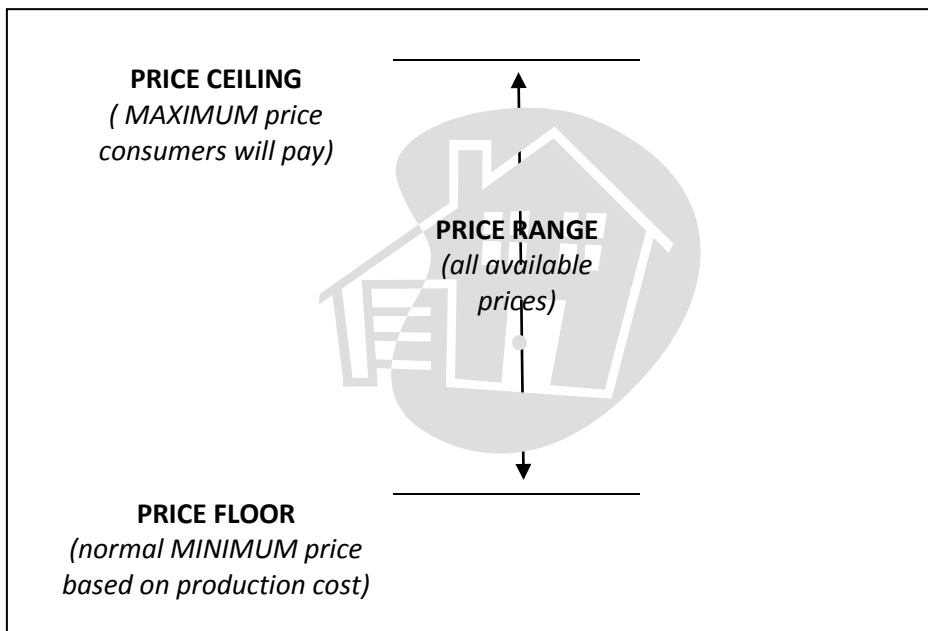 PRICE CEILING
( MAXIMUM price
consumers will pay)
PRICE RANGE
(all available
prices)
PRICE FLOOR
(normal MINIMUM price
based on production cost)